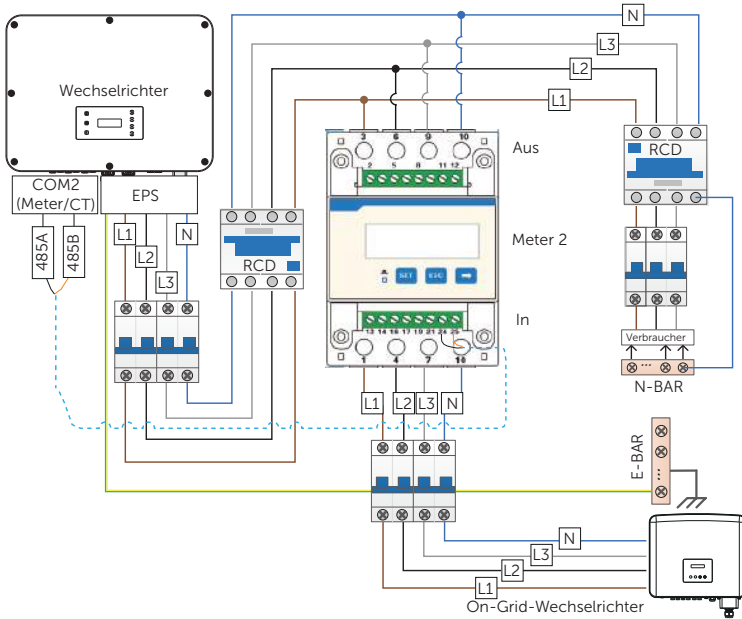 N
L3
L2
L1
Wechselrichter
COM2
(Meter/CT)
EPS
485A
485B
L1
L2
L3
N
RCD
3 6 9 10
Aus
2 5 8 11 12
Meter 2
SET
ESC
In
13 14 16 17 19 21 24 25
1 4 7 10
L1
L2
L3
N
RCD
Verbraucher
N-BAR
E-BAR
N
L3
L2
L1
On-Grid-Wechselrichter